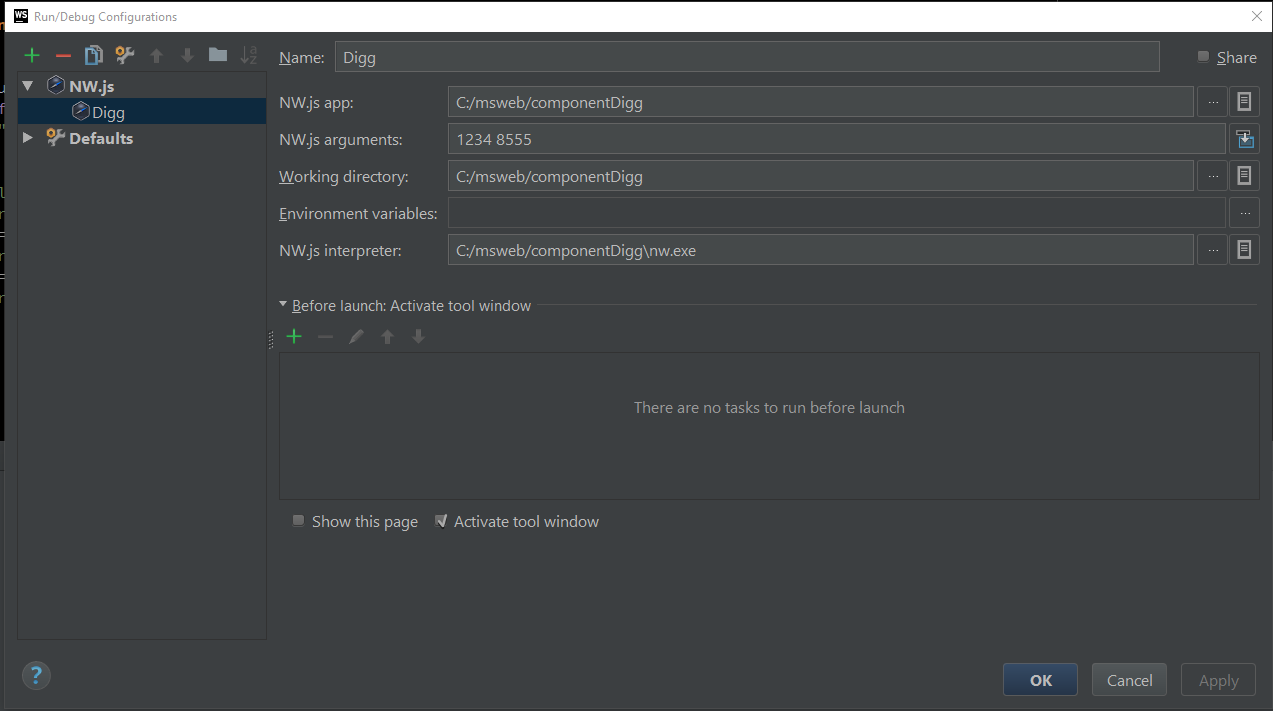 WS Run/Debug Configurations
Name: Digg Share
NW.js
Digg
Defaults
NW.js app: C:/msweb/componentDigg ...
NW.js arguments: 1234 8555
Working directory: C:/msweb/componentDigg ...
Environment variables: ...
NW.js interpreter: C:/msweb/componentDigg\nw.exe ...
Before launch: Activate tool window
There are no tasks to run before launch
Show this page Activate tool window
? OK Cancel Apply